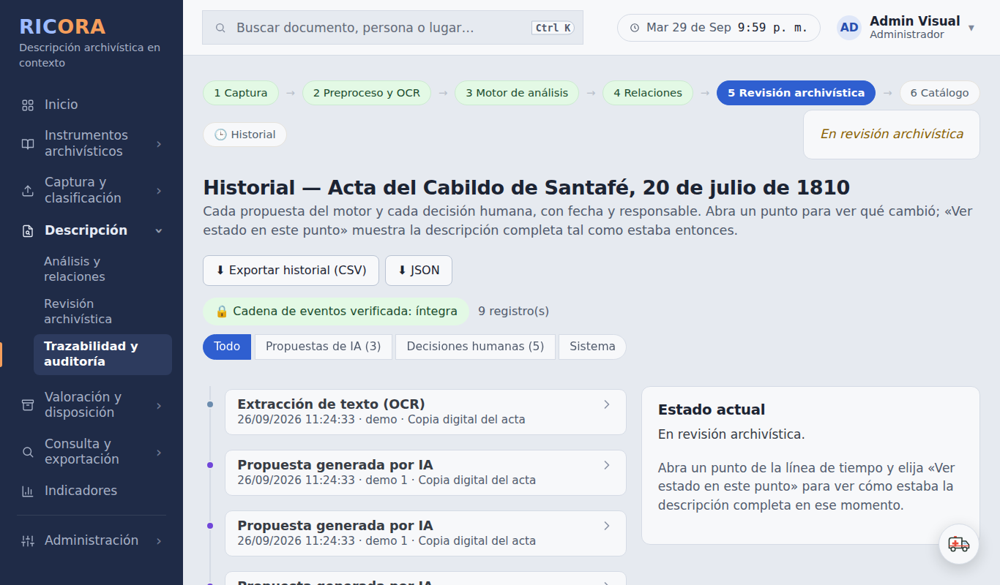 RICORA
Descripción archivística en
contexto
Inicio
Instrumentos
archivísticos
Captura y
clasificación
Descripción
Análisis y
relaciones
Revisión
archivística
Trazabilidad y
auditoría
Valoración y
disposición
Consulta y
exportación
Indicadores
Administración
Buscar documento, persona o lugar… Ctrl K
Mar 29 de Sep 9:59 p. m.
AD
Admin Visual
Administrador
1 Captura → 2 Preproceso y OCR → 3 Motor de análisis → 4 Relaciones → 5 Revisión archivística → 6 Catálogo
Historial
En revisión archivística
Historial — Acta del Cabildo de Santafé, 20 de julio de 1810
Cada propuesta del motor y cada decisión humana, con fecha y responsable. Abra un punto para ver qué cambió; «Ver
estado en este punto» muestra la descripción completa tal como estaba entonces.
⬇ Exportar historial (CSV) ⬇ JSON
🔒 Cadena de eventos verificada: íntegra 9 registro(s)
Todo Propuestas de IA (3) Decisiones humanas (5) Sistema
Extracción de texto (OCR)
26/09/2026 11:24:33 · demo · Copia digital del acta
Propuesta generada por IA
26/09/2026 11:24:33 · demo 1 · Copia digital del acta
Propuesta generada por IA
26/09/2026 11:24:33 · demo 1 · Copia digital del acta
Propuesta generada por IA
Estado actual
En revisión archivística.
Abra un punto de la línea de tiempo y elija «Ver
estado en este punto» para ver cómo estaba la
descripción completa en ese momento.